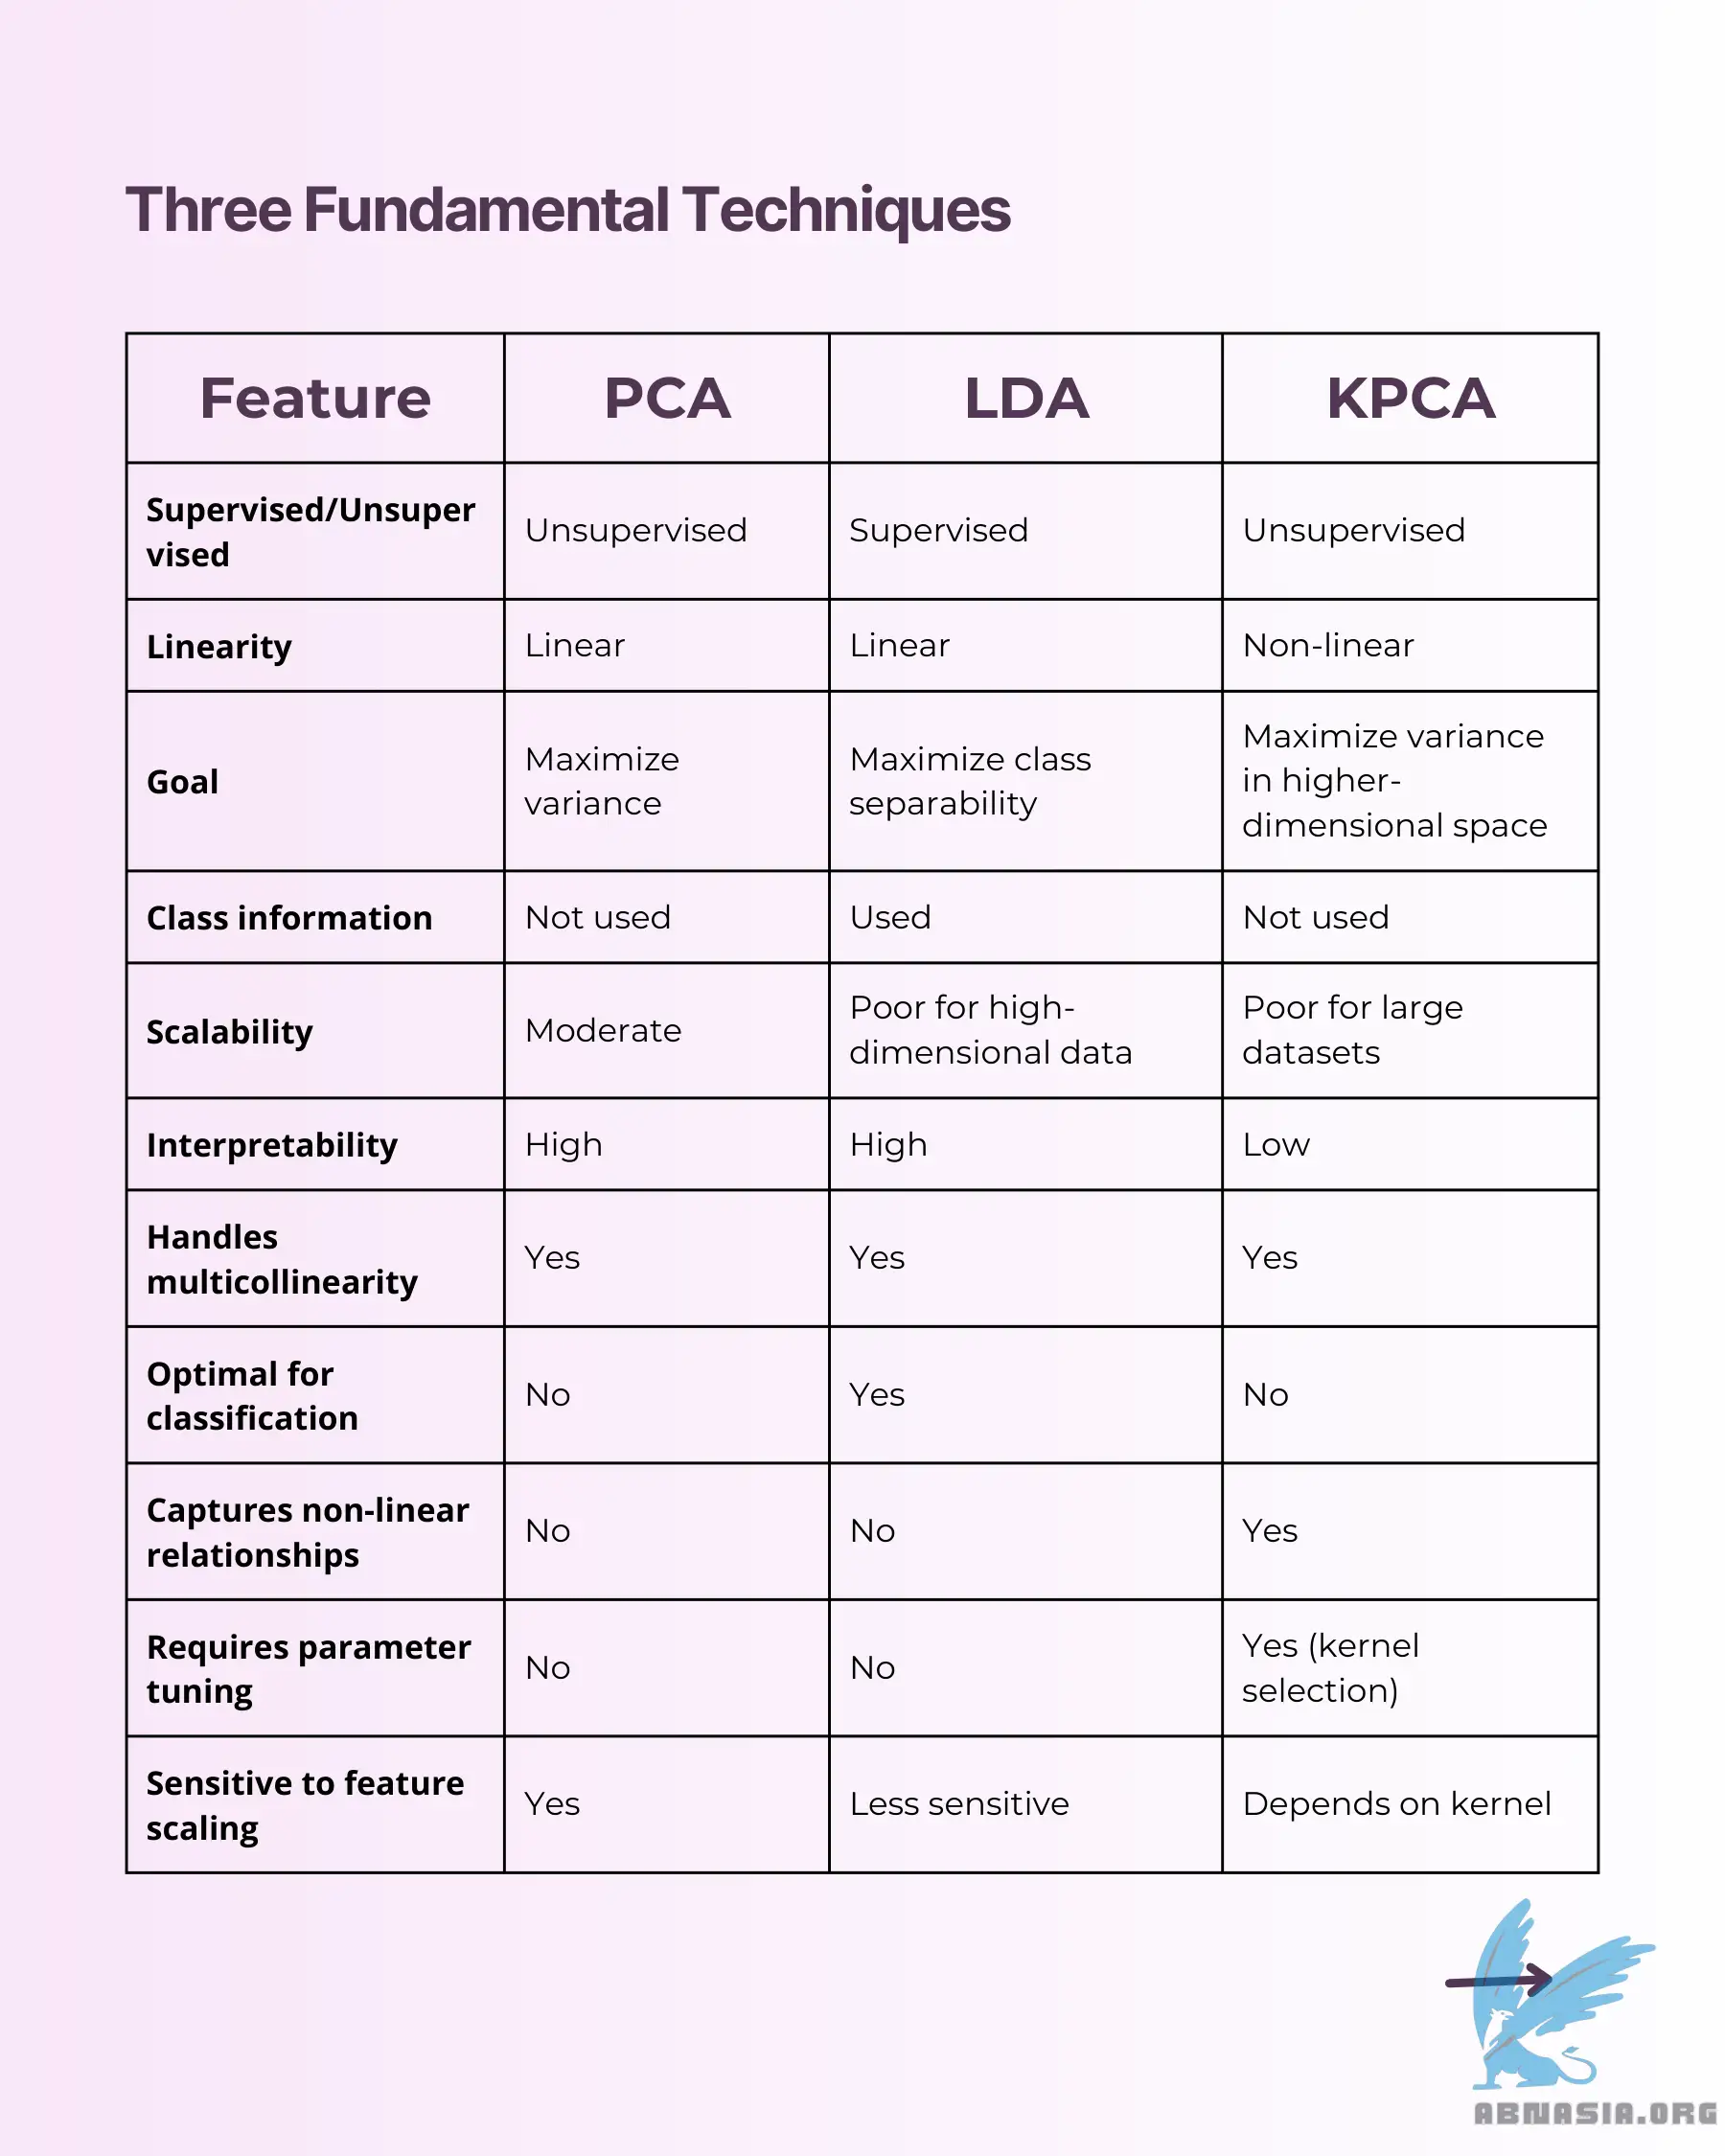 Three Fundamental Techniques
Feature
PCA
LDA
KPCA
Supervised/Unsuper
vised
Unsupervised
Supervised
Unsupervised
Linearity
Linear
Linear
Non-linear
Goal
Maximize
variance
Maximize class
separability
Maximize variance
in higher-
dimensional space
Class information
Not used
Used
Not used
Scalability
Moderate
Poor for high-
dimensional data
Poor for large
datasets
Interpretability
High
High
Low
Handles
multicollinearity
Yes
Yes
Yes
Optimal for
classification
No
Yes
No
Captures non-linear
relationships
No
No
Yes
Requires parameter
tuning
No
No
Yes (kernel
selection)
Sensitive to feature
scaling
Yes
Less sensitive
Depends on kernel
ABNASIA.ORG